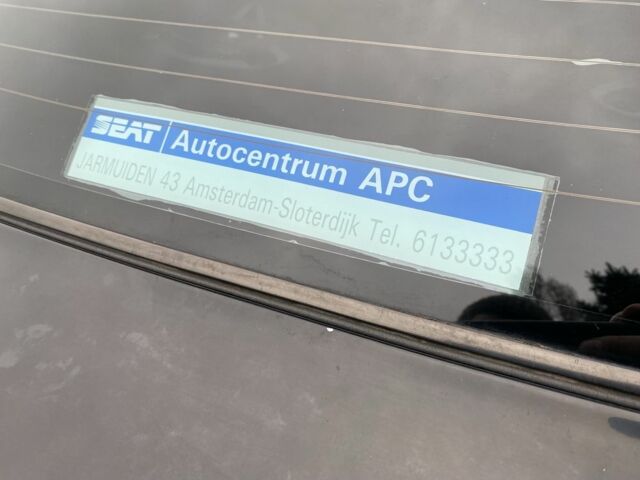 SEAT Autocentrum APC
JARMUIDEN 43 Amsterdam-Sloterdijk Tel. 6133333